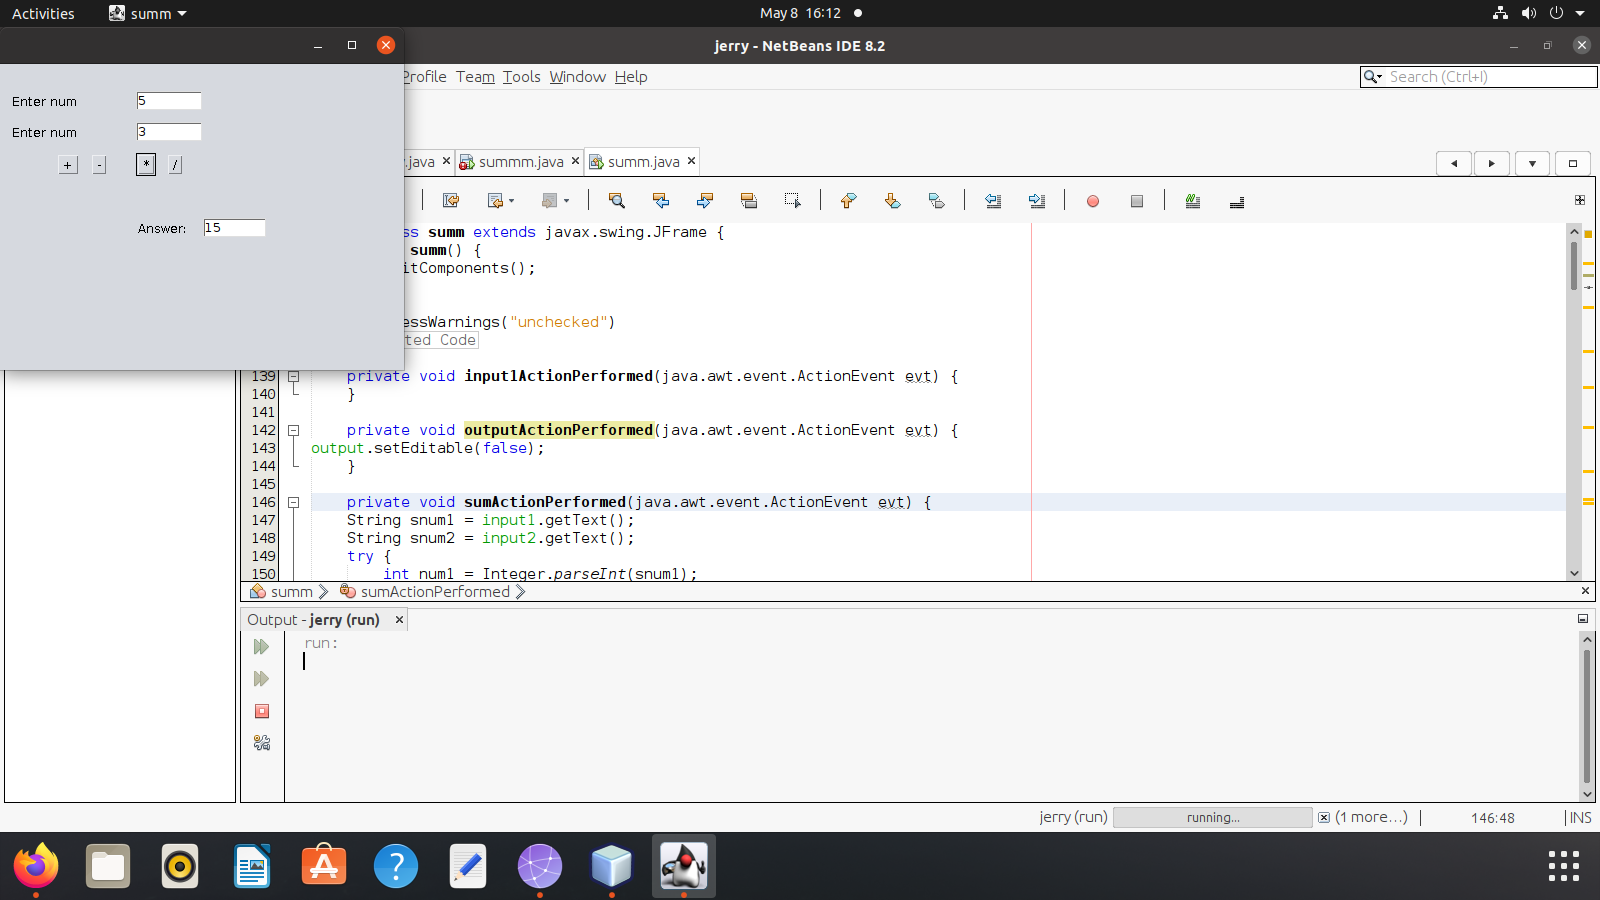 Activities
summ
May 8 16:12
jerry - NetBeans IDE 8.2
Profile Team Tools Window Help
Search (Ctrl+I)
Enter num 5
Enter num 3
+ - * /
Answer: 15
.java
summm.java
summ.java
ss summ extends javax.swing.JFrame {
summ() {
itComponents();
essWarnings("unchecked")
ted Code
139 private void input1ActionPerformed(java.awt.event.ActionEvent evt) {
140 }
141
142 private void outputActionPerformed(java.awt.event.ActionEvent evt) {
143 output.setEditable(false);
144 }
145
146 private void sumActionPerformed(java.awt.event.ActionEvent evt) {
147 String snum1 = input1.getText();
148 String snum2 = input2.getText();
149 try {
150 int num1 = Integer.parseInt(snum1);
summ sumActionPerformed
Output - jerry (run)
run:
jerry (run) running... (1 more...) 146:48 INS